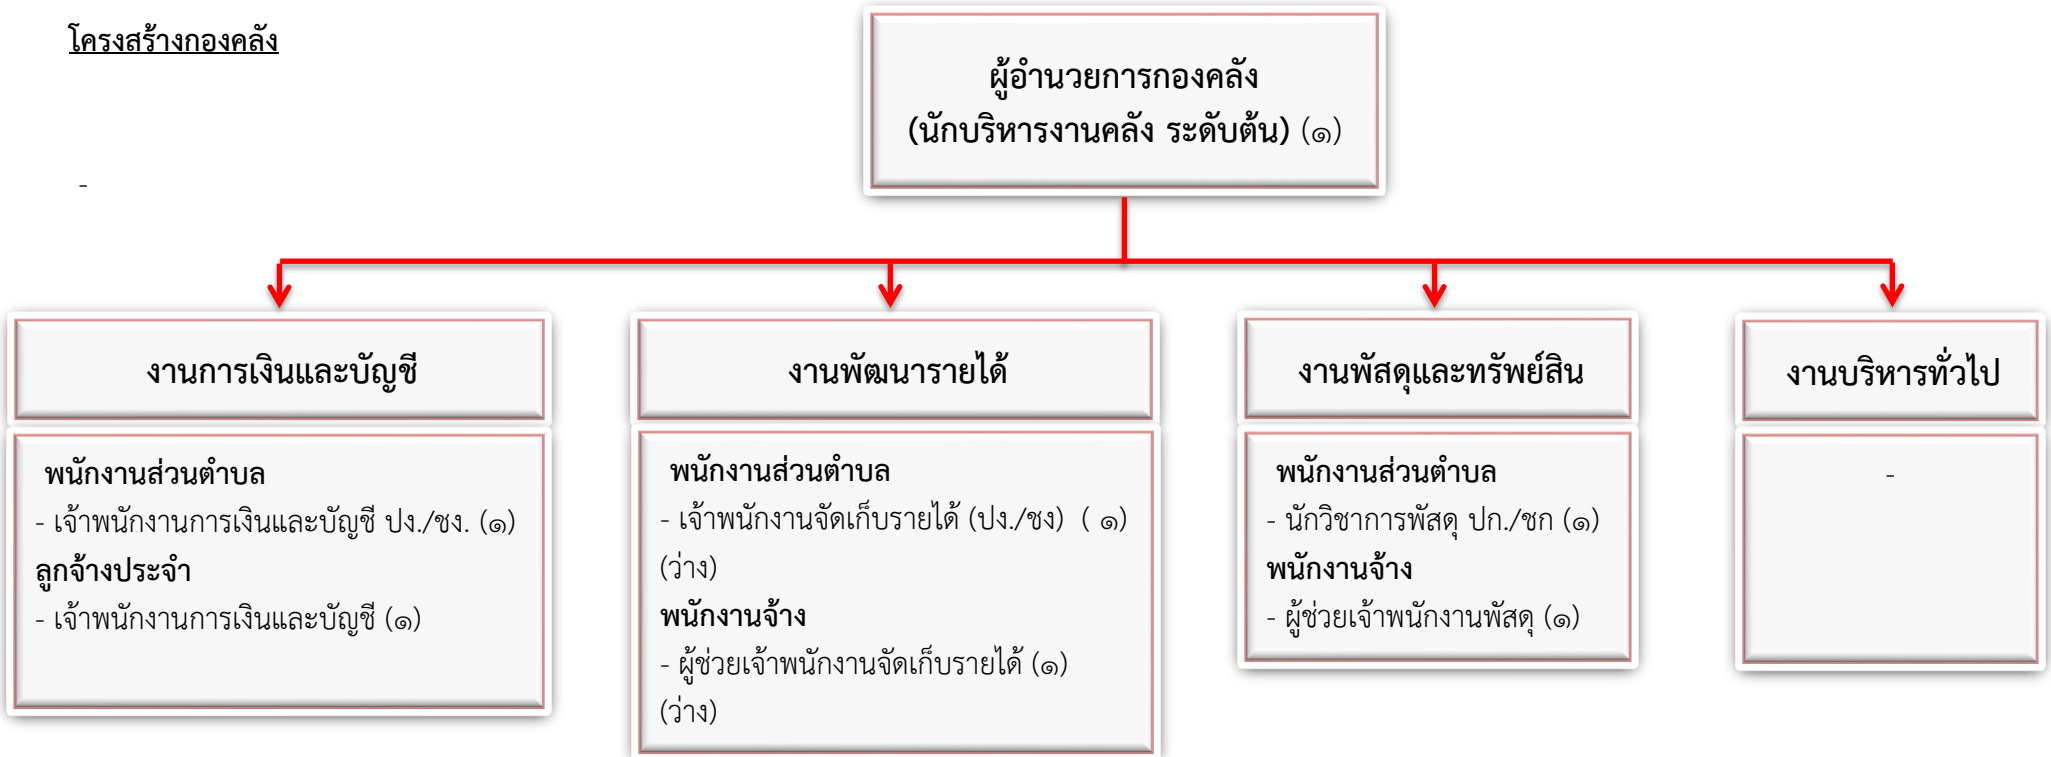 โครงสร้างกองคลัง
ผู้อำนวยการกองคลัง
(นักบริหารงานคลัง ระดับต้น) (๑)
-
งานการเงินและบัญชี
พนักงานส่วนตำบล
- เจ้าพนักงานการเงินและบัญชี ปง./ชง. (๑)
ลูกจ้างประจำ
- เจ้าพนักงานการเงินและบัญชี (๑)
งานพัฒนารายได้
พนักงานส่วนตำบล
- เจ้าพนักงานจัดเก็บรายได้ (ปง./ชง) ( ๑)
(ว่าง)
พนักงานจ้าง
- ผู้ช่วยเจ้าพนักงานจัดเก็บรายได้ (๑)
(ว่าง)
งานพัสดุและทรัพย์สิน
พนักงานส่วนตำบล
- นักวิชาการพัสดุ ปก./ชก (๑)
พนักงานจ้าง
- ผู้ช่วยเจ้าพนักงานพัสดุ (๑)
งานบริหารทั่วไป
-